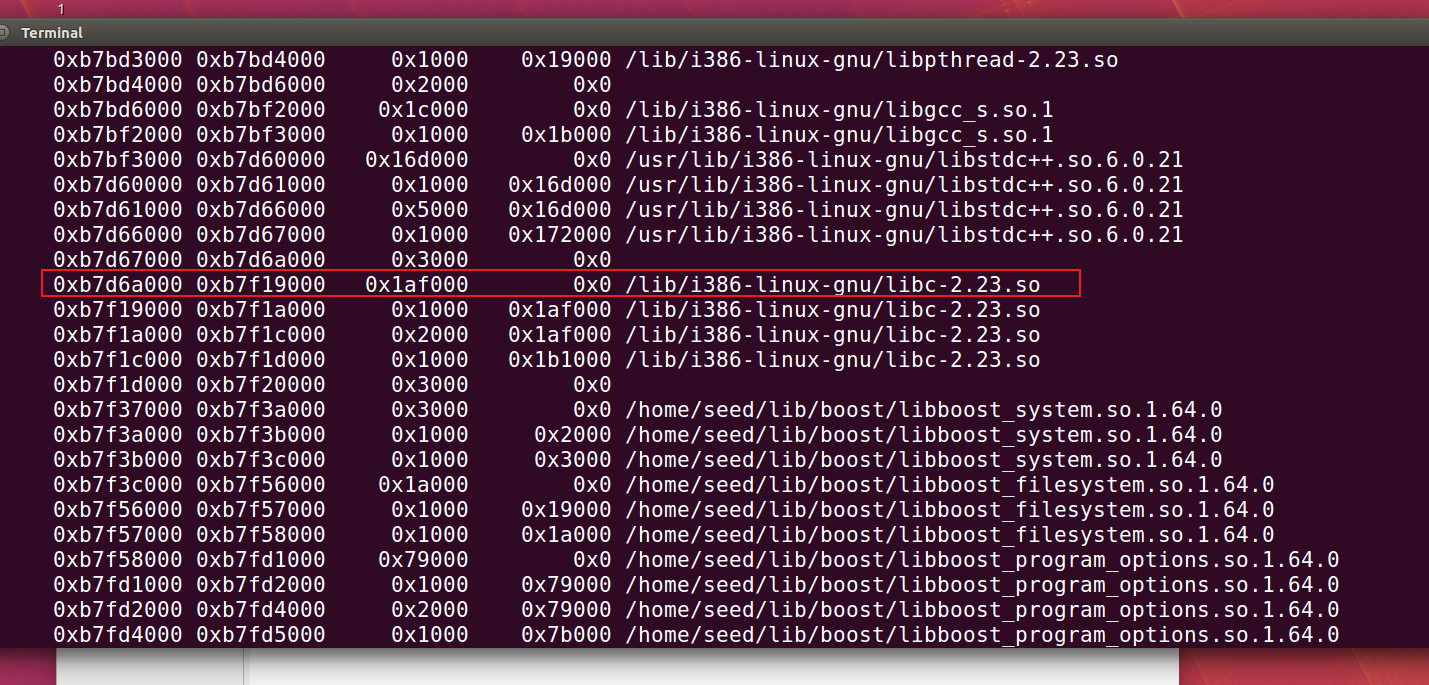 1
Terminal
0xb7bd3000 0xb7bd4000 0x1000 0x19000 /lib/i386-linux-gnu/libpthread-2.23.so
0xb7bd4000 0xb7bd6000 0x2000 0x0
0xb7bd6000 0xb7bf2000 0x1c000 0x0 /lib/i386-linux-gnu/libgcc_s.so.1
0xb7bf2000 0xb7bf3000 0x1000 0x1b000 /lib/i386-linux-gnu/libgcc_s.so.1
0xb7bf3000 0xb7d60000 0x16d000 0x0 /usr/lib/i386-linux-gnu/libstdc++.so.6.0.21
0xb7d60000 0xb7d61000 0x1000 0x16d000 /usr/lib/i386-linux-gnu/libstdc++.so.6.0.21
0xb7d61000 0xb7d66000 0x5000 0x16d000 /usr/lib/i386-linux-gnu/libstdc++.so.6.0.21
0xb7d66000 0xb7d67000 0x1000 0x172000 /usr/lib/i386-linux-gnu/libstdc++.so.6.0.21
0xb7d67000 0xb7d6a000 0x3000 0x0
0xb7d6a000 0xb7f19000 0x1af000 0x0 /lib/i386-linux-gnu/libc-2.23.so
0xb7f19000 0xb7f1a000 0x1000 0x1af000 /lib/i386-linux-gnu/libc-2.23.so
0xb7f1a000 0xb7f1c000 0x2000 0x1af000 /lib/i386-linux-gnu/libc-2.23.so
0xb7f1c000 0xb7f1d000 0x1000 0x1b1000 /lib/i386-linux-gnu/libc-2.23.so
0xb7f1d000 0xb7f20000 0x3000 0x0
0xb7f37000 0xb7f3a000 0x3000 0x0 /home/seed/lib/boost/libboost_system.so.1.64.0
0xb7f3a000 0xb7f3b000 0x1000 0x2000 /home/seed/lib/boost/libboost_system.so.1.64.0
0xb7f3b000 0xb7f3c000 0x1000 0x3000 /home/seed/lib/boost/libboost_system.so.1.64.0
0xb7f3c000 0xb7f56000 0x1a000 0x0 /home/seed/lib/boost/libboost_filesystem.so.1.64.0
0xb7f56000 0xb7f57000 0x1000 0x19000 /home/seed/lib/boost/libboost_filesystem.so.1.64.0
0xb7f57000 0xb7f58000 0x1000 0x1a000 /home/seed/lib/boost/libboost_filesystem.so.1.64.0
0xb7f58000 0xb7fd1000 0x79000 0x0 /home/seed/lib/boost/libboost_program_options.so.1.64.0
0xb7fd1000 0xb7fd2000 0x1000 0x79000 /home/seed/lib/boost/libboost_program_options.so.1.64.0
0xb7fd2000 0xb7fd4000 0x2000 0x79000 /home/seed/lib/boost/libboost_program_options.so.1.64.0
0xb7fd4000 0xb7fd5000 0x1000 0x7b000 /home/seed/lib/boost/libboost_program_options.so.1.64.0